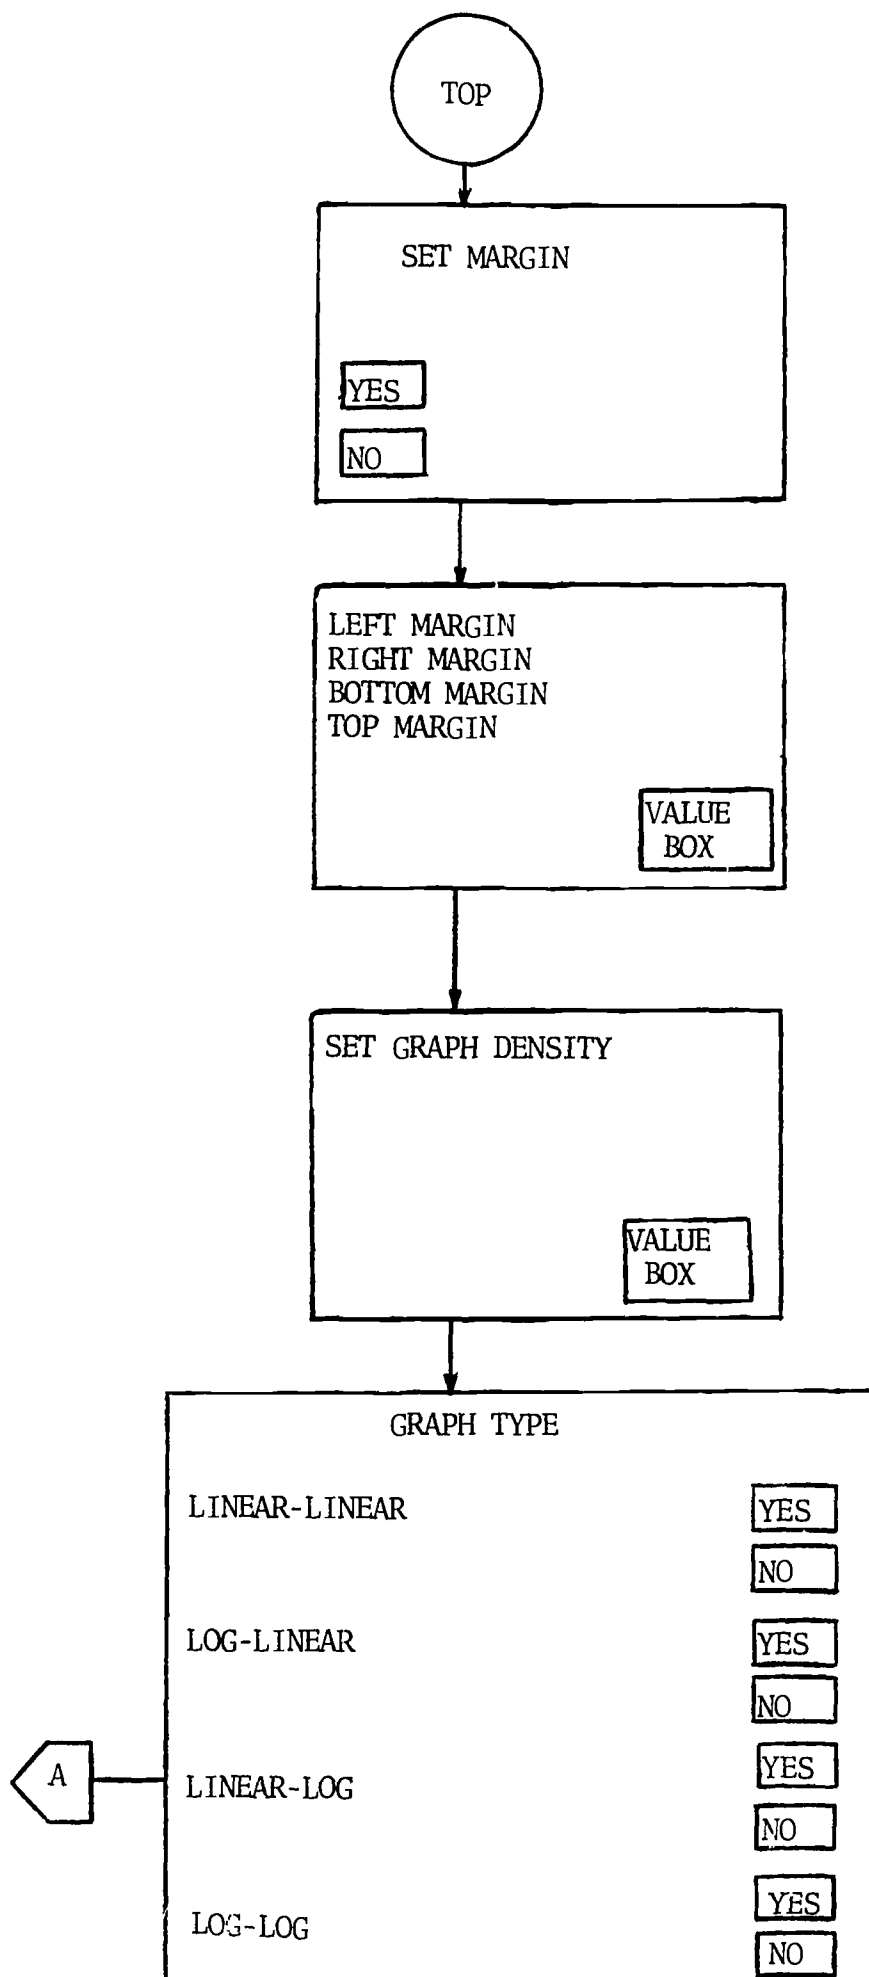 TOP
SET MARGIN
YES
NO
LEFT MARGIN
RIGHT MARGIN
BOTTOM MARGIN
TOP MARGIN
VALUE
BOX
SET GRAPH DENSITY
VALUE
BOX
GRAPH TYPE
LINEAR-LINEAR
YES
NO
LOG-LINEAR
YES
NO
A
LINEAR-LOG
YES
NO
LOG-LOG
YES
NO